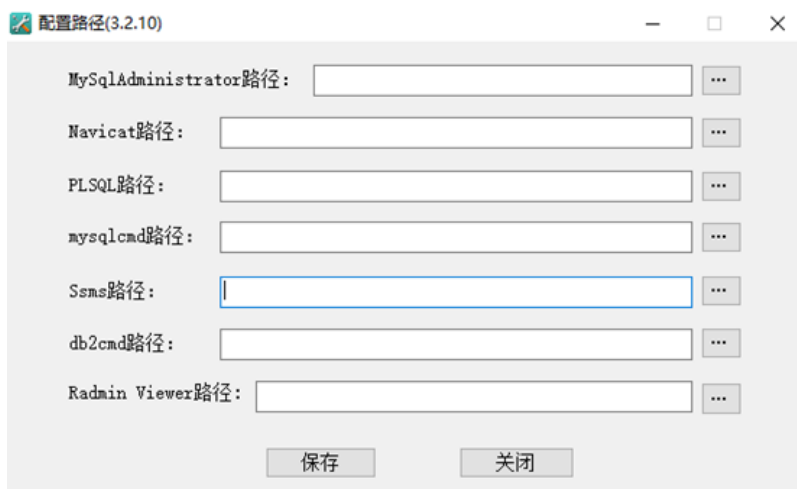 配置路径(3.2.10)
MySqlAdministrator路径： ...
Navicat路径： ...
PLSQL路径： ...
mysqlcmd路径： ...
Ssms路径： ...
db2cmd路径： ...
Radmin Viewer路径： ...
保存 关闭